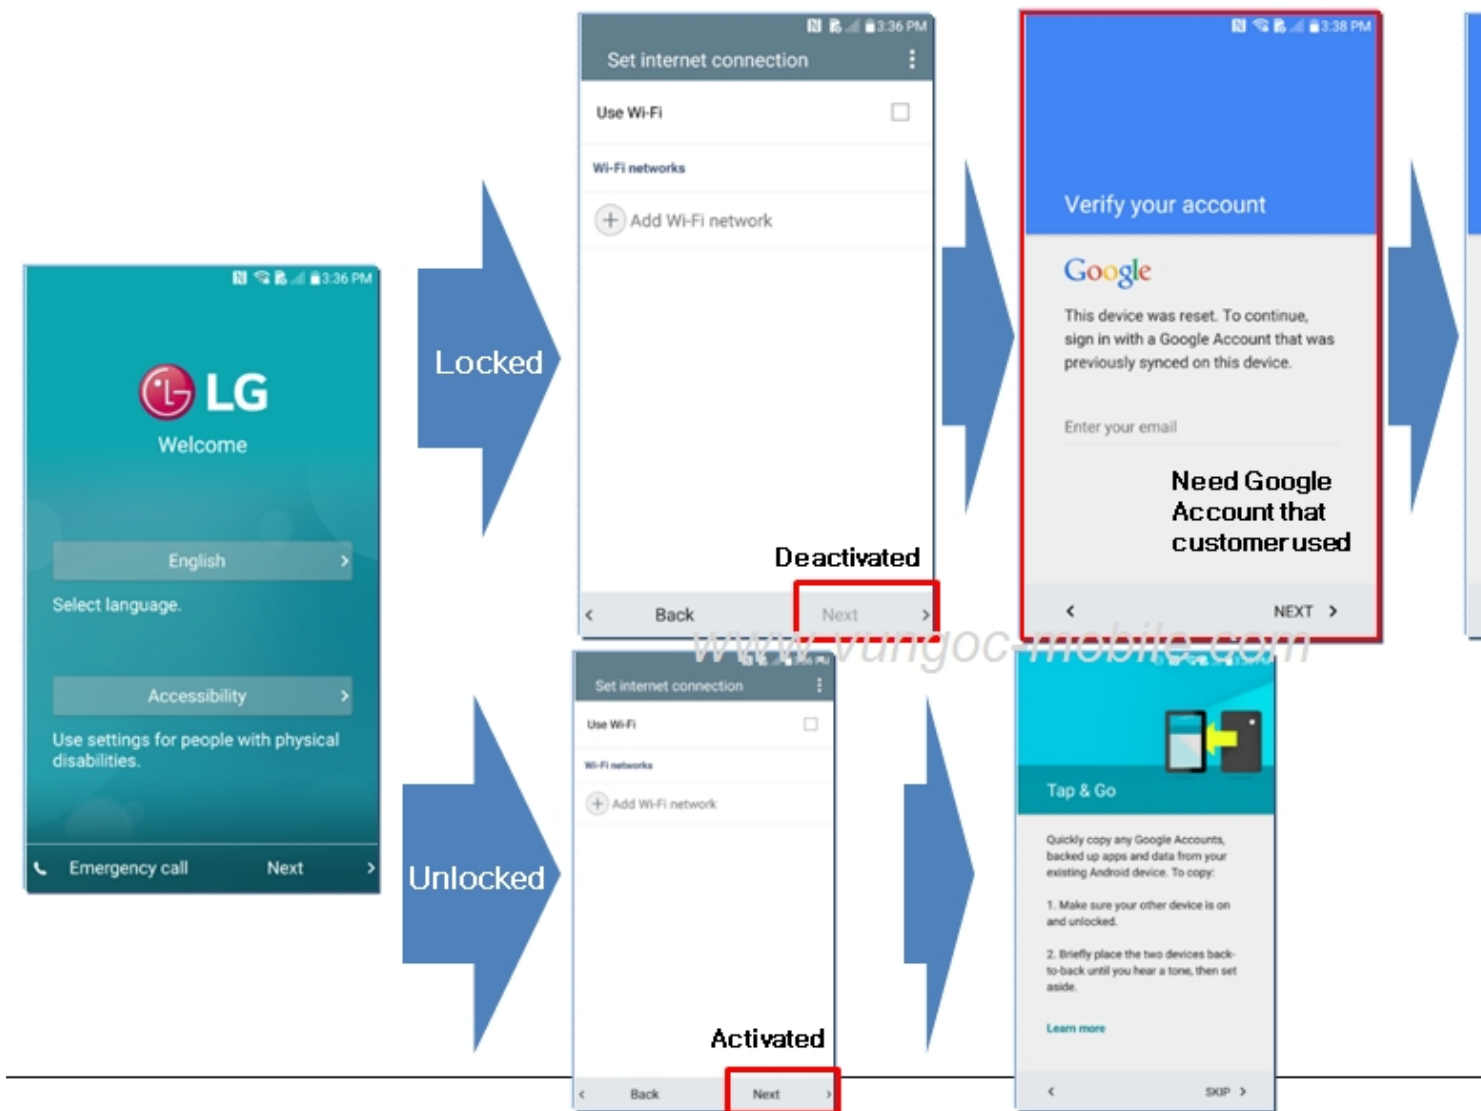 3:36 PM
LG
Welcome
English
Select language.
Accessibility
Use settings for people with physical
disabilities.
Emergency call Next
Locked
3:36 PM
Set internet connection
Use Wi-Fi
Wi-Fi networks
Add Wi-Fi network
Deactivated
Back Next
3:38 PM
Verify your account
Google
This device was reset. To continue,
sign in with a Google Account that was
previously synced on this device.
Enter your email
Need Google
Account that
customer used
NEXT
www.vungoc-mobile.com
Unlocked
Set internet connection
Use Wi-Fi
Wi-Fi networks
Add Wi-Fi network
Activated
Back Next
Tap & Go
Quickly copy any Google Accounts,
backed up apps and data from your
existing Android device. To copy:
1. Make sure your other device is on
and unlocked.
2. Briefly place the two devices back-
to-back until you hear a tone, then set
aside.
Learn more
SKIP